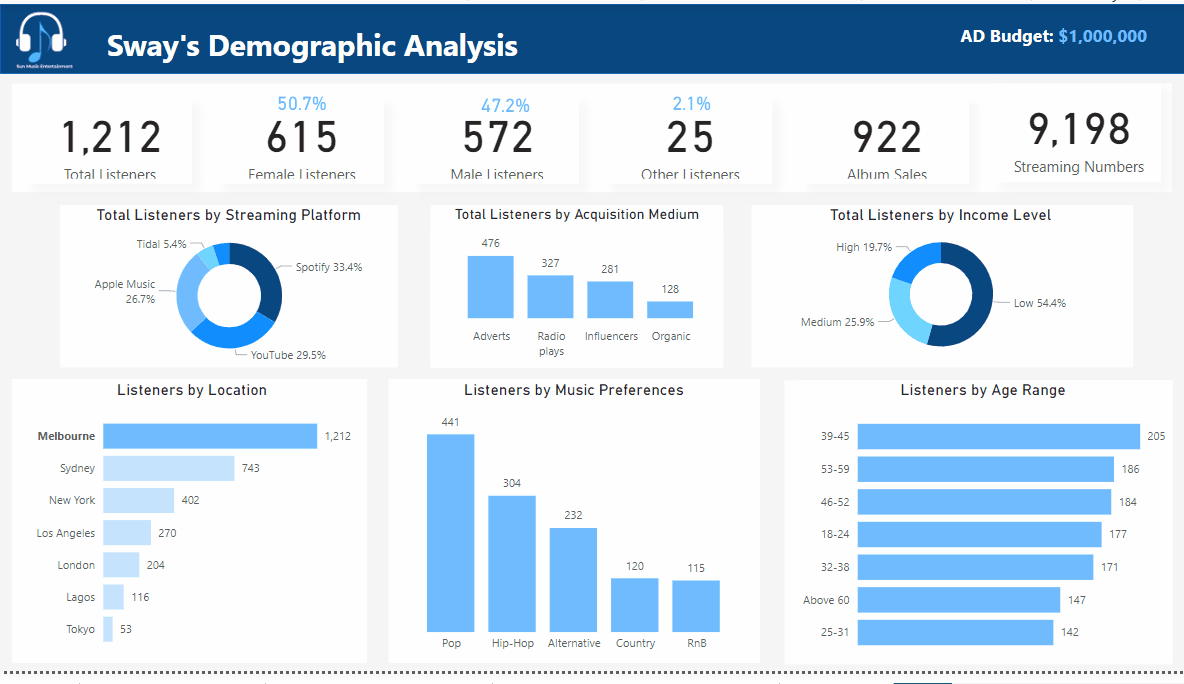 Sun Music Entertainment
Sway's Demographic Analysis
AD Budget: $1,000,000
1,212
Total Listeners
50.7%
615
Female Listeners
47.2%
572
Male Listeners
2.1%
25
Other Listeners
922
Album Sales
9,198
Streaming Numbers
Total Listeners by Streaming Platform
Tidal 5.4%
Spotify 33.4%
Apple Music
26.7%
YouTube 29.5%
Total Listeners by Acquisition Medium
476
327
281
128
Adverts
Radio
plays
Influencers
Organic
Total Listeners by Income Level
High 19.7%
Low 54.4%
Medium 25.9%
Listeners by Location
Melbourne 1,212
Sydney 743
New York 402
Los Angeles 270
London 204
Lagos 116
Tokyo 53
Listeners by Music Preferences
441
304
232
120
115
Pop
Hip-Hop
Alternative
Country
RnB
Listeners by Age Range
39-45 205
53-59 186
46-52 184
18-24 177
32-38 171
Above 60 147
25-31 142